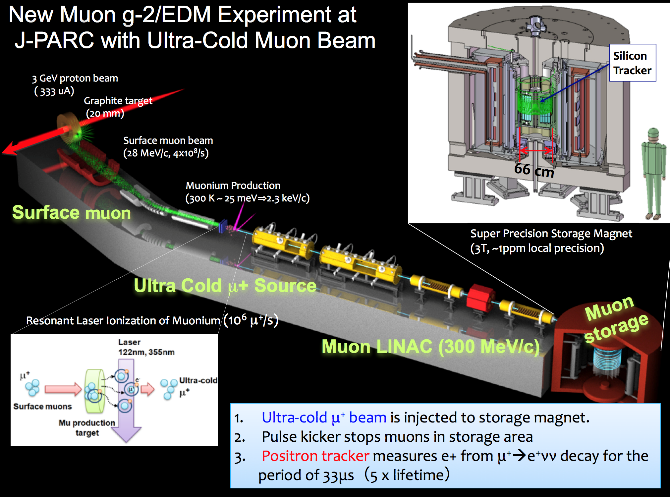 New Muon g-2/EDM Experiment at
J-PARC with Ultra-Cold Muon Beam
3 GeV proton beam
( 333 uA)
Graphite target
(20 mm)
Surface muon beam
(28 MeV/c, 4x10⁸/s)
Muonium Production
(300 K ~ 25 meV⇒2.3 keV/c)
Silicon
Tracker
66 cm
Super Precision Storage Magnet
(3T, ~1ppm local precision)
Surface muon
Ultra Cold μ+ Source
Muon
storage
Resonant Laser Ionization of Muonium (10⁶ μ⁺/s)
Muon LINAC (300 MeV/c)
Laser
122nm, 355nm
μ⁺
e
μ
Ultra-cold
μ⁺
Surface muons
Mu production
target
1. Ultra-cold μ⁺ beam is injected to storage magnet.
2. Pulse kicker stops muons in storage area
3. Positron tracker measures e+ from μ⁺→e⁺νν decay for the
period of 33μs (5 x lifetime)